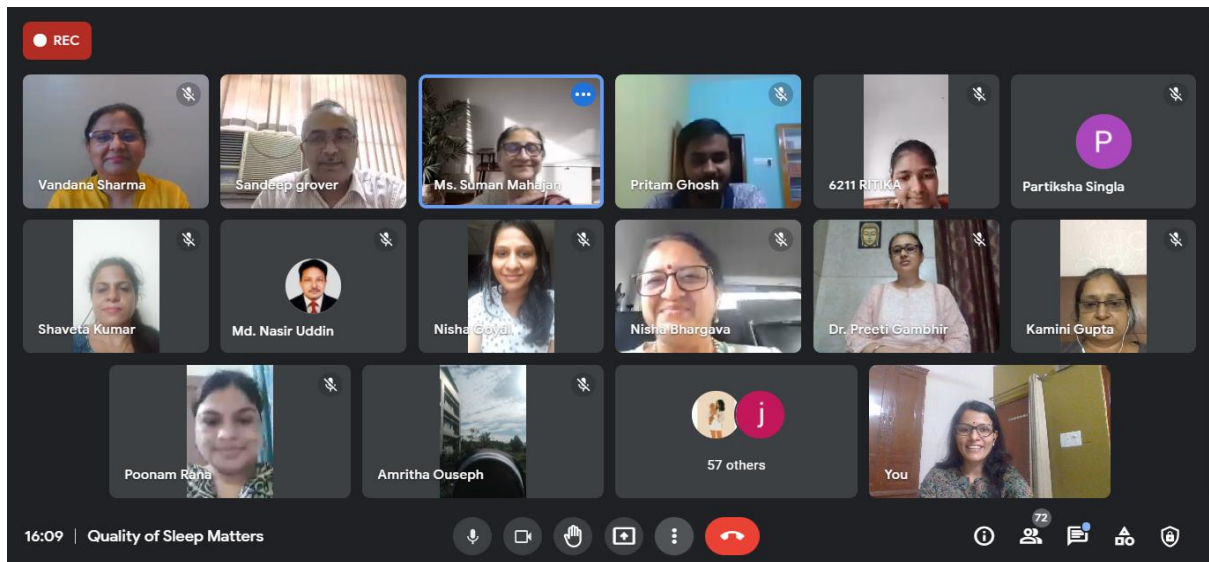 REC
Vandana Sharma
Sandeep grover
Ms. Suman Mahajan
Pritam Ghosh
6211 RITIKA
P
Partiksha Singla
Shaveta Kumar
Md. Nasir Uddin
Nisha Goyal
Nisha Bhargava
Dr. Preeti Gambhir
Kamini Gupta
Poonam Rana
Amritha Ouseph
j
57 others
You
16:09 | Quality of Sleep Matters
72